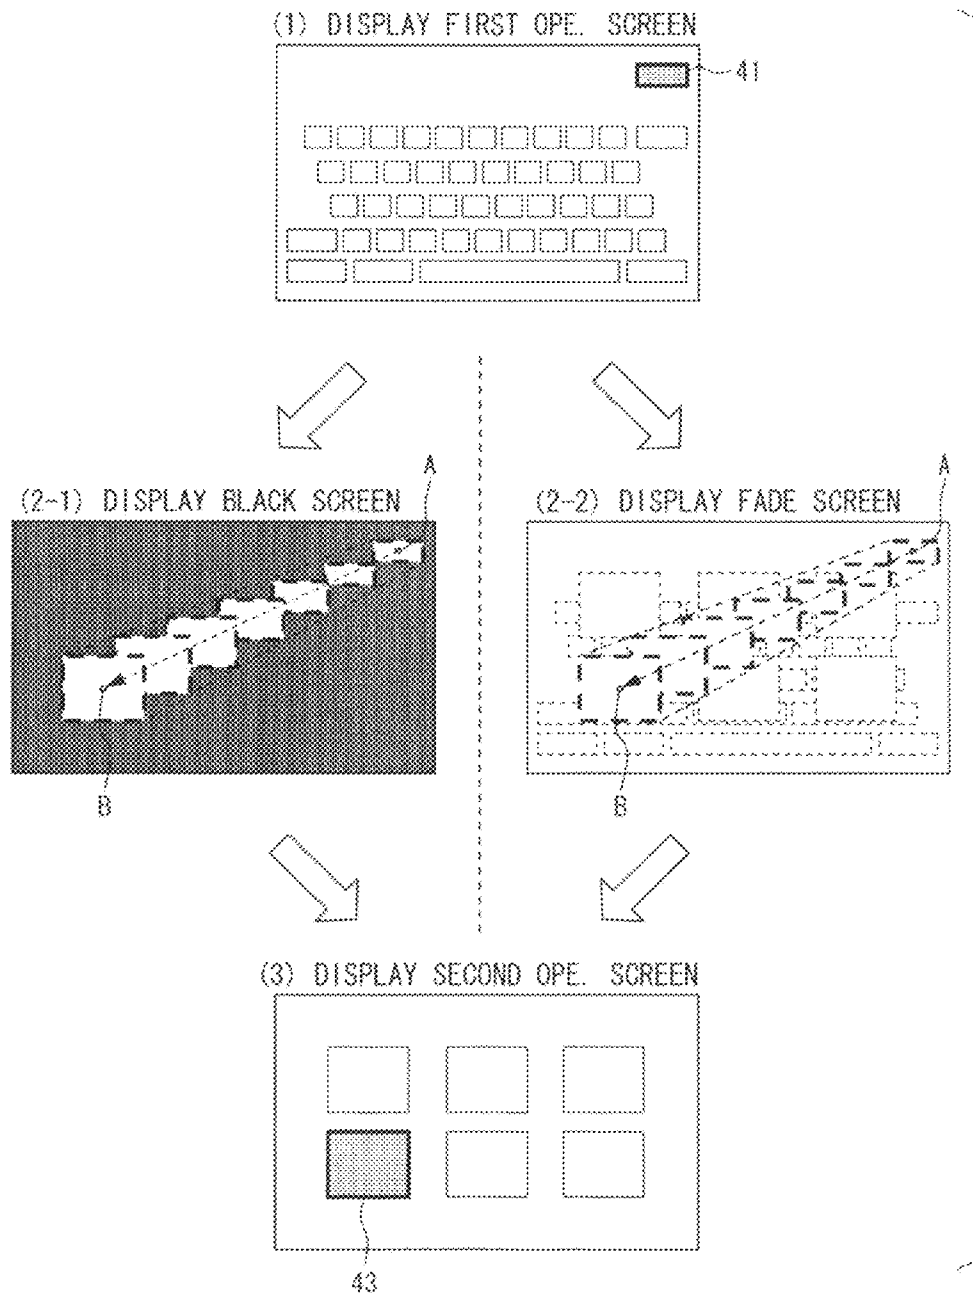 (1) DISPLAY FIRST OPE. SCREEN
41
A
A
(2-1) DISPLAY BLACK SCREEN
(2-2) DISPLAY FADE SCREEN
B
B
(3) DISPLAY SECOND OPE. SCREEN
43